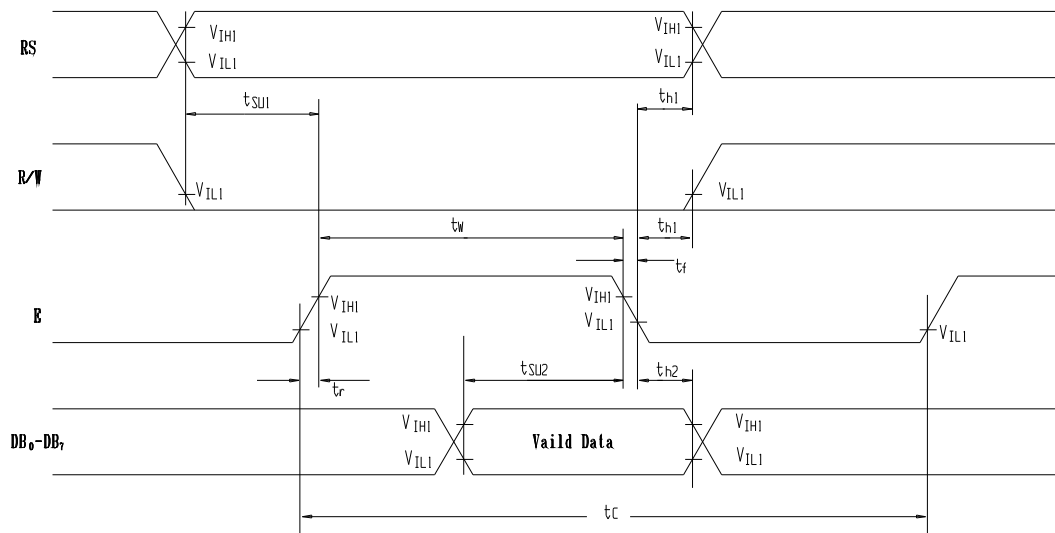 RS
VIH1
VIL1
VIH1
VIL1
tSU1
th1
R/W
VIL1
VIL1
tW
th1
tf
E
VIH1
VIL1
VIH1
VIL1
VIL1
tr
tSU2
th2
DB0-DB7
VIH1
VIL1
Vaild Data
VIH1
VIL1
tC